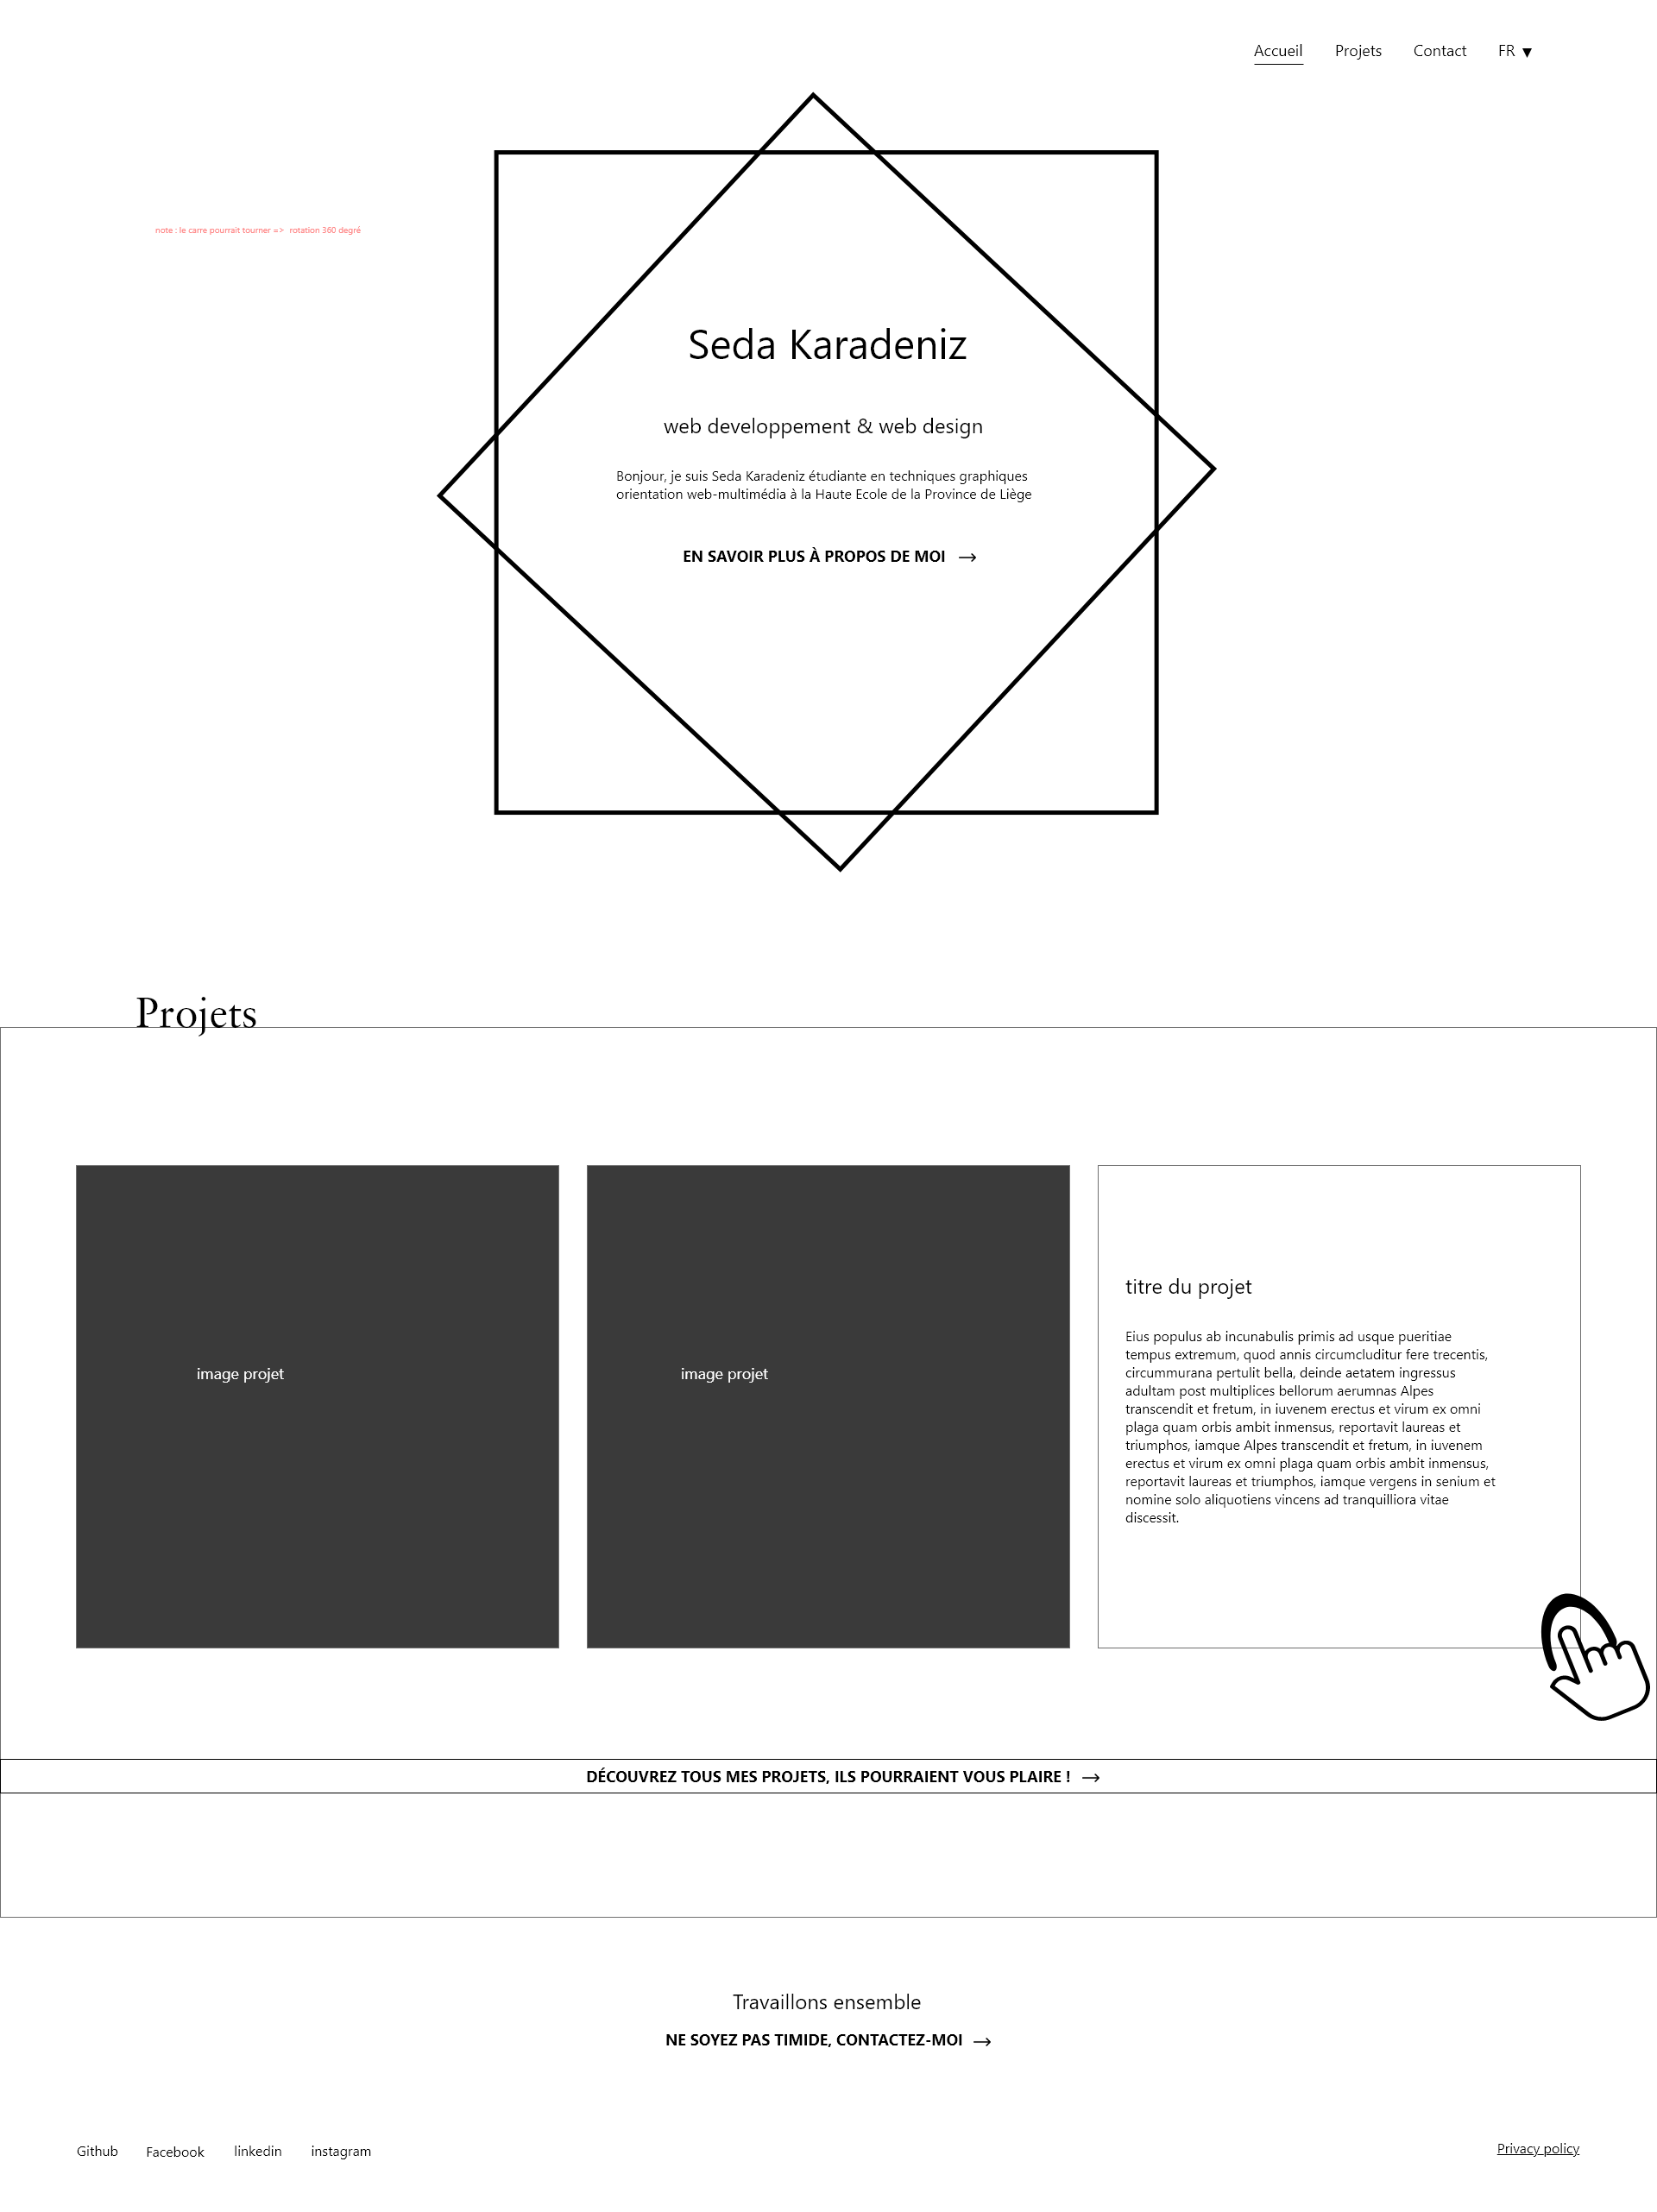 Accueil Projets Contact FR ▼
note : le carre pourrait tourner => rotation 360 degré
Seda Karadeniz
web developpement & web design
Bonjour, je suis Seda Karadeniz étudiante en techniques graphiques
orientation web-multimédia à la Haute Ecole de la Province de Liège
EN SAVOIR PLUS À PROPOS DE MOI →
Projets
image projet
image projet
titre du projet
Eius populus ab incunabulis primis ad usque pueritiae
tempus extremum, quod annis circumcluditur fere trecentis,
circummurana pertulit bella, deinde aetatem ingressus
adultam post multiplices bellorum aerumnas Alpes
transcendit et fretum, in iuvenem erectus et virum ex omni
plaga quam orbis ambit inmensus, reportavit laureas et
triumphos, iamque Alpes transcendit et fretum, in iuvenem
erectus et virum ex omni plaga quam orbis ambit inmensus,
reportavit laureas et triumphos, iamque vergens in senium et
nomine solo aliquotiens vincens ad tranquilliora vitae
discessit.
DÉCOUVREZ TOUS MES PROJETS, ILS POURRAIENT VOUS PLAIRE ! →
Travaillons ensemble
NE SOYEZ PAS TIMIDE, CONTACTEZ-MOI →
Github Facebook linkedin instagram Privacy policy